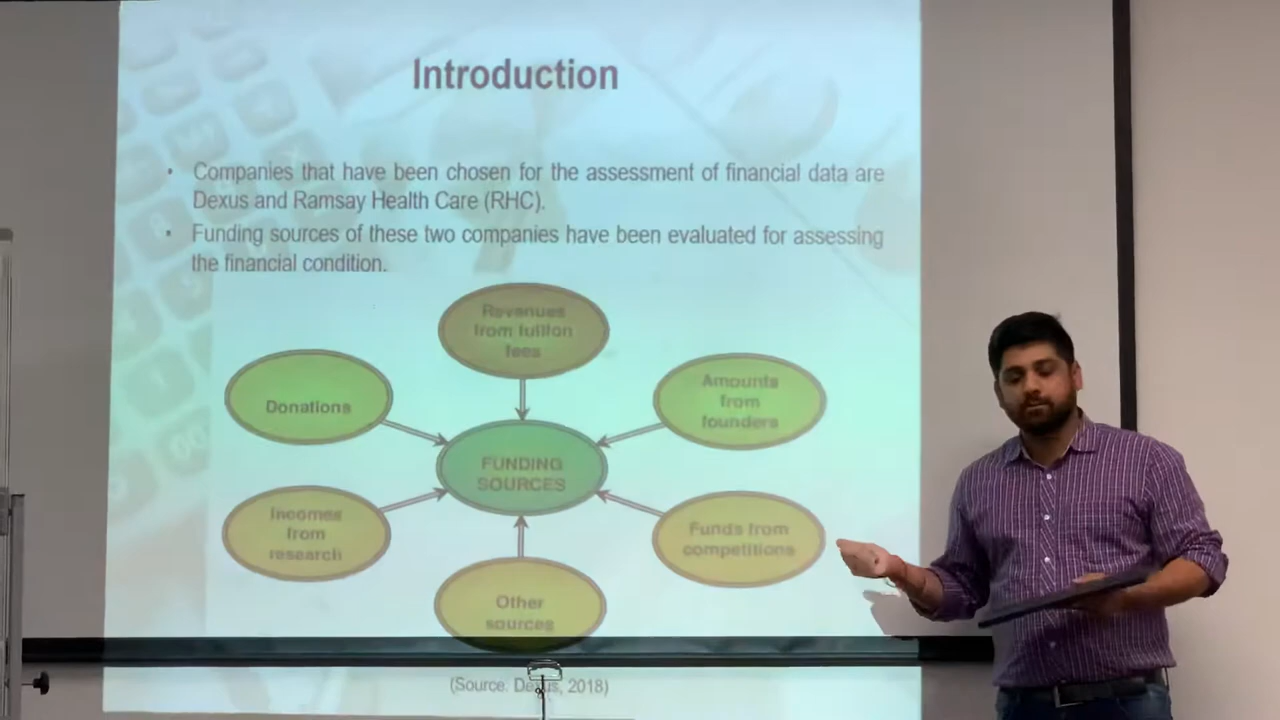 Introduction
• Companies that have been chosen for the assessment of financial data are
Dexus and Ramsay Health Care (RHC).
• Funding sources of these two companies have been evaluated for assessing
the financial condition.
Revenues
from tuition
fees
Donations
Amounts
from
founders
FUNDING
SOURCES
Incomes
from
research
Funds from
competitions
Other
sources
(Source: Dexus, 2018)